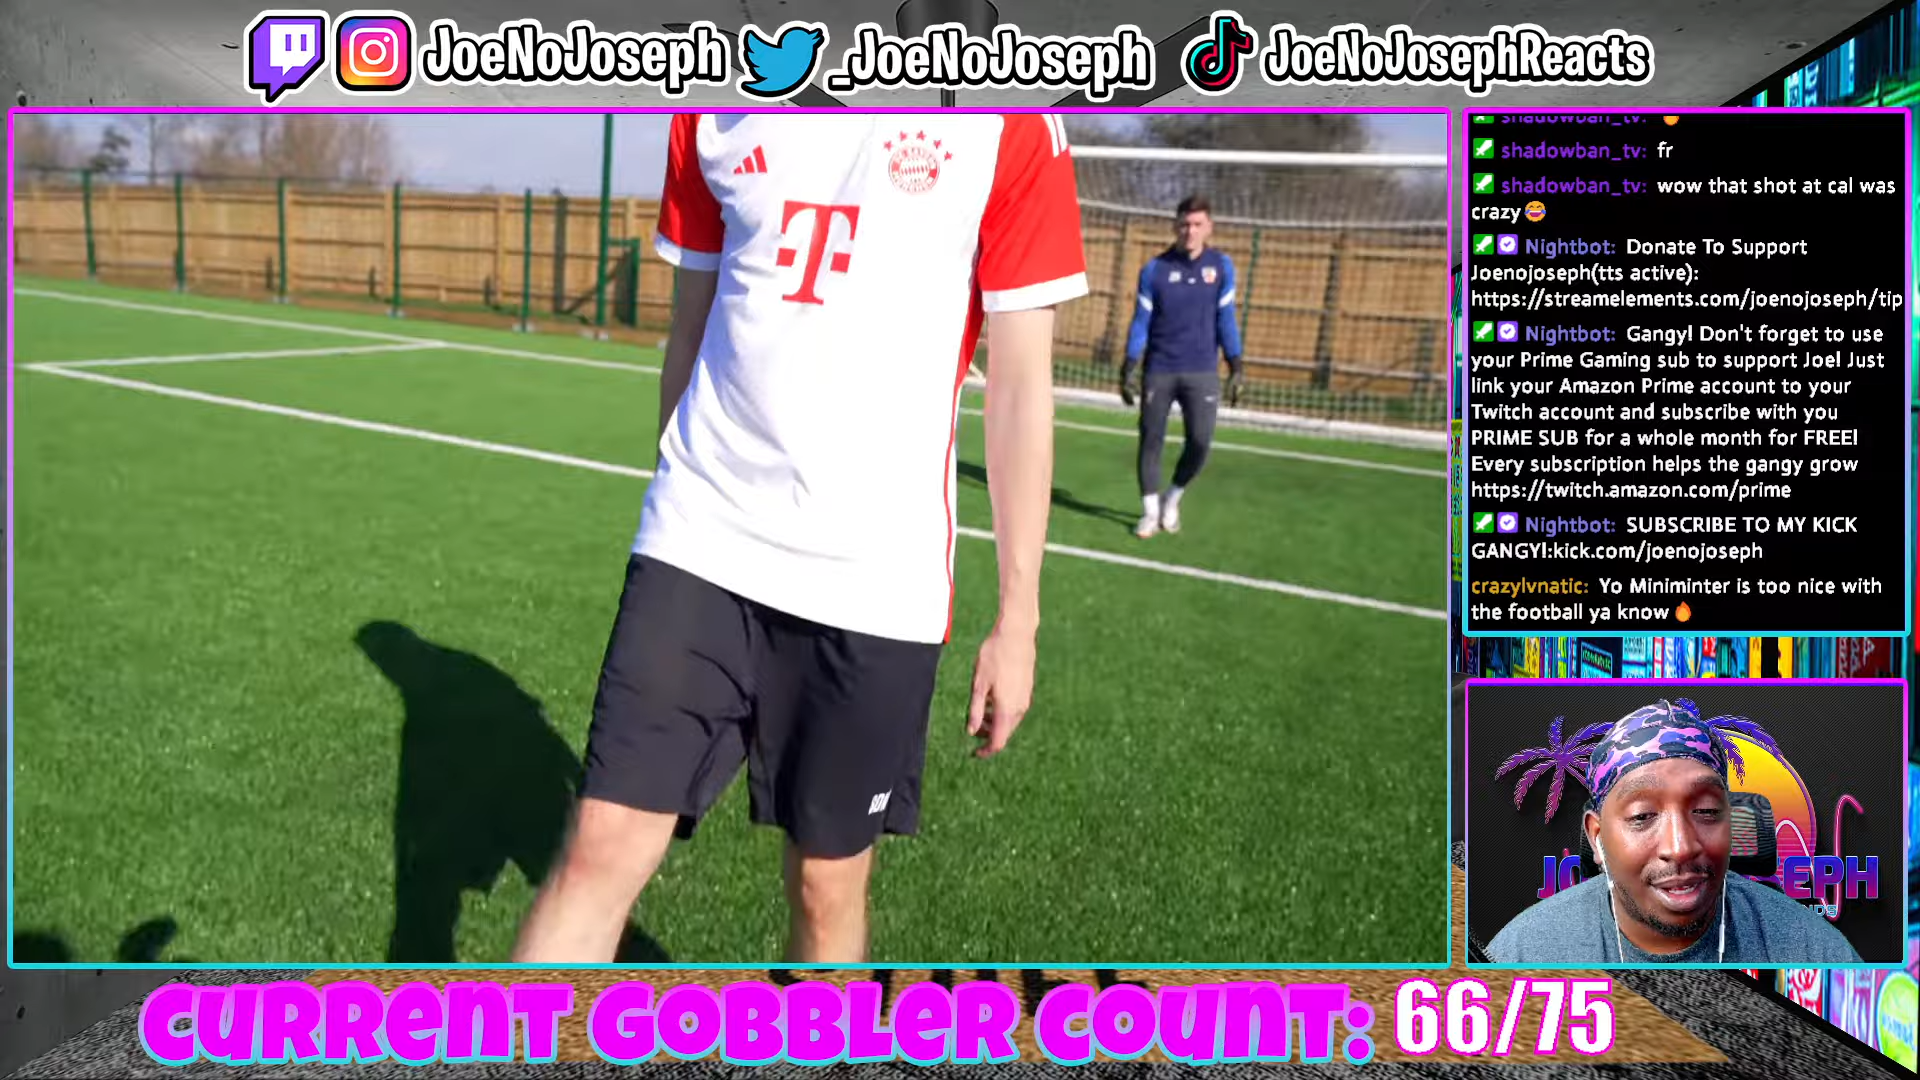 JoeNoJoseph
_JoeNoJoseph
JoeNoJosephReacts
shadowban_tv:
shadowban_tv: fr
shadowban_tv: wow that shot at cal was
crazy😂
Nightbot: Donate To Support
Joenojoseph(tts active):
https://streamelements.com/joenojoseph/tip
Nightbot: Gangy! Don't forget to use
your Prime Gaming sub to support Joe! Just
link your Amazon Prime account to your
Twitch account and subscribe with you
PRIME SUB for a whole month for FREE!
Every subscription helps the gangy grow
https://twitch.amazon.com/prime
Nightbot: SUBSCRIBE TO MY KICK
GANGY!:kick.com/joenojoseph
crazylvnatic: Yo Miniminter is too nice with
the football ya know🔥
T
CURRENT GOBBLER COUNT: 66/75